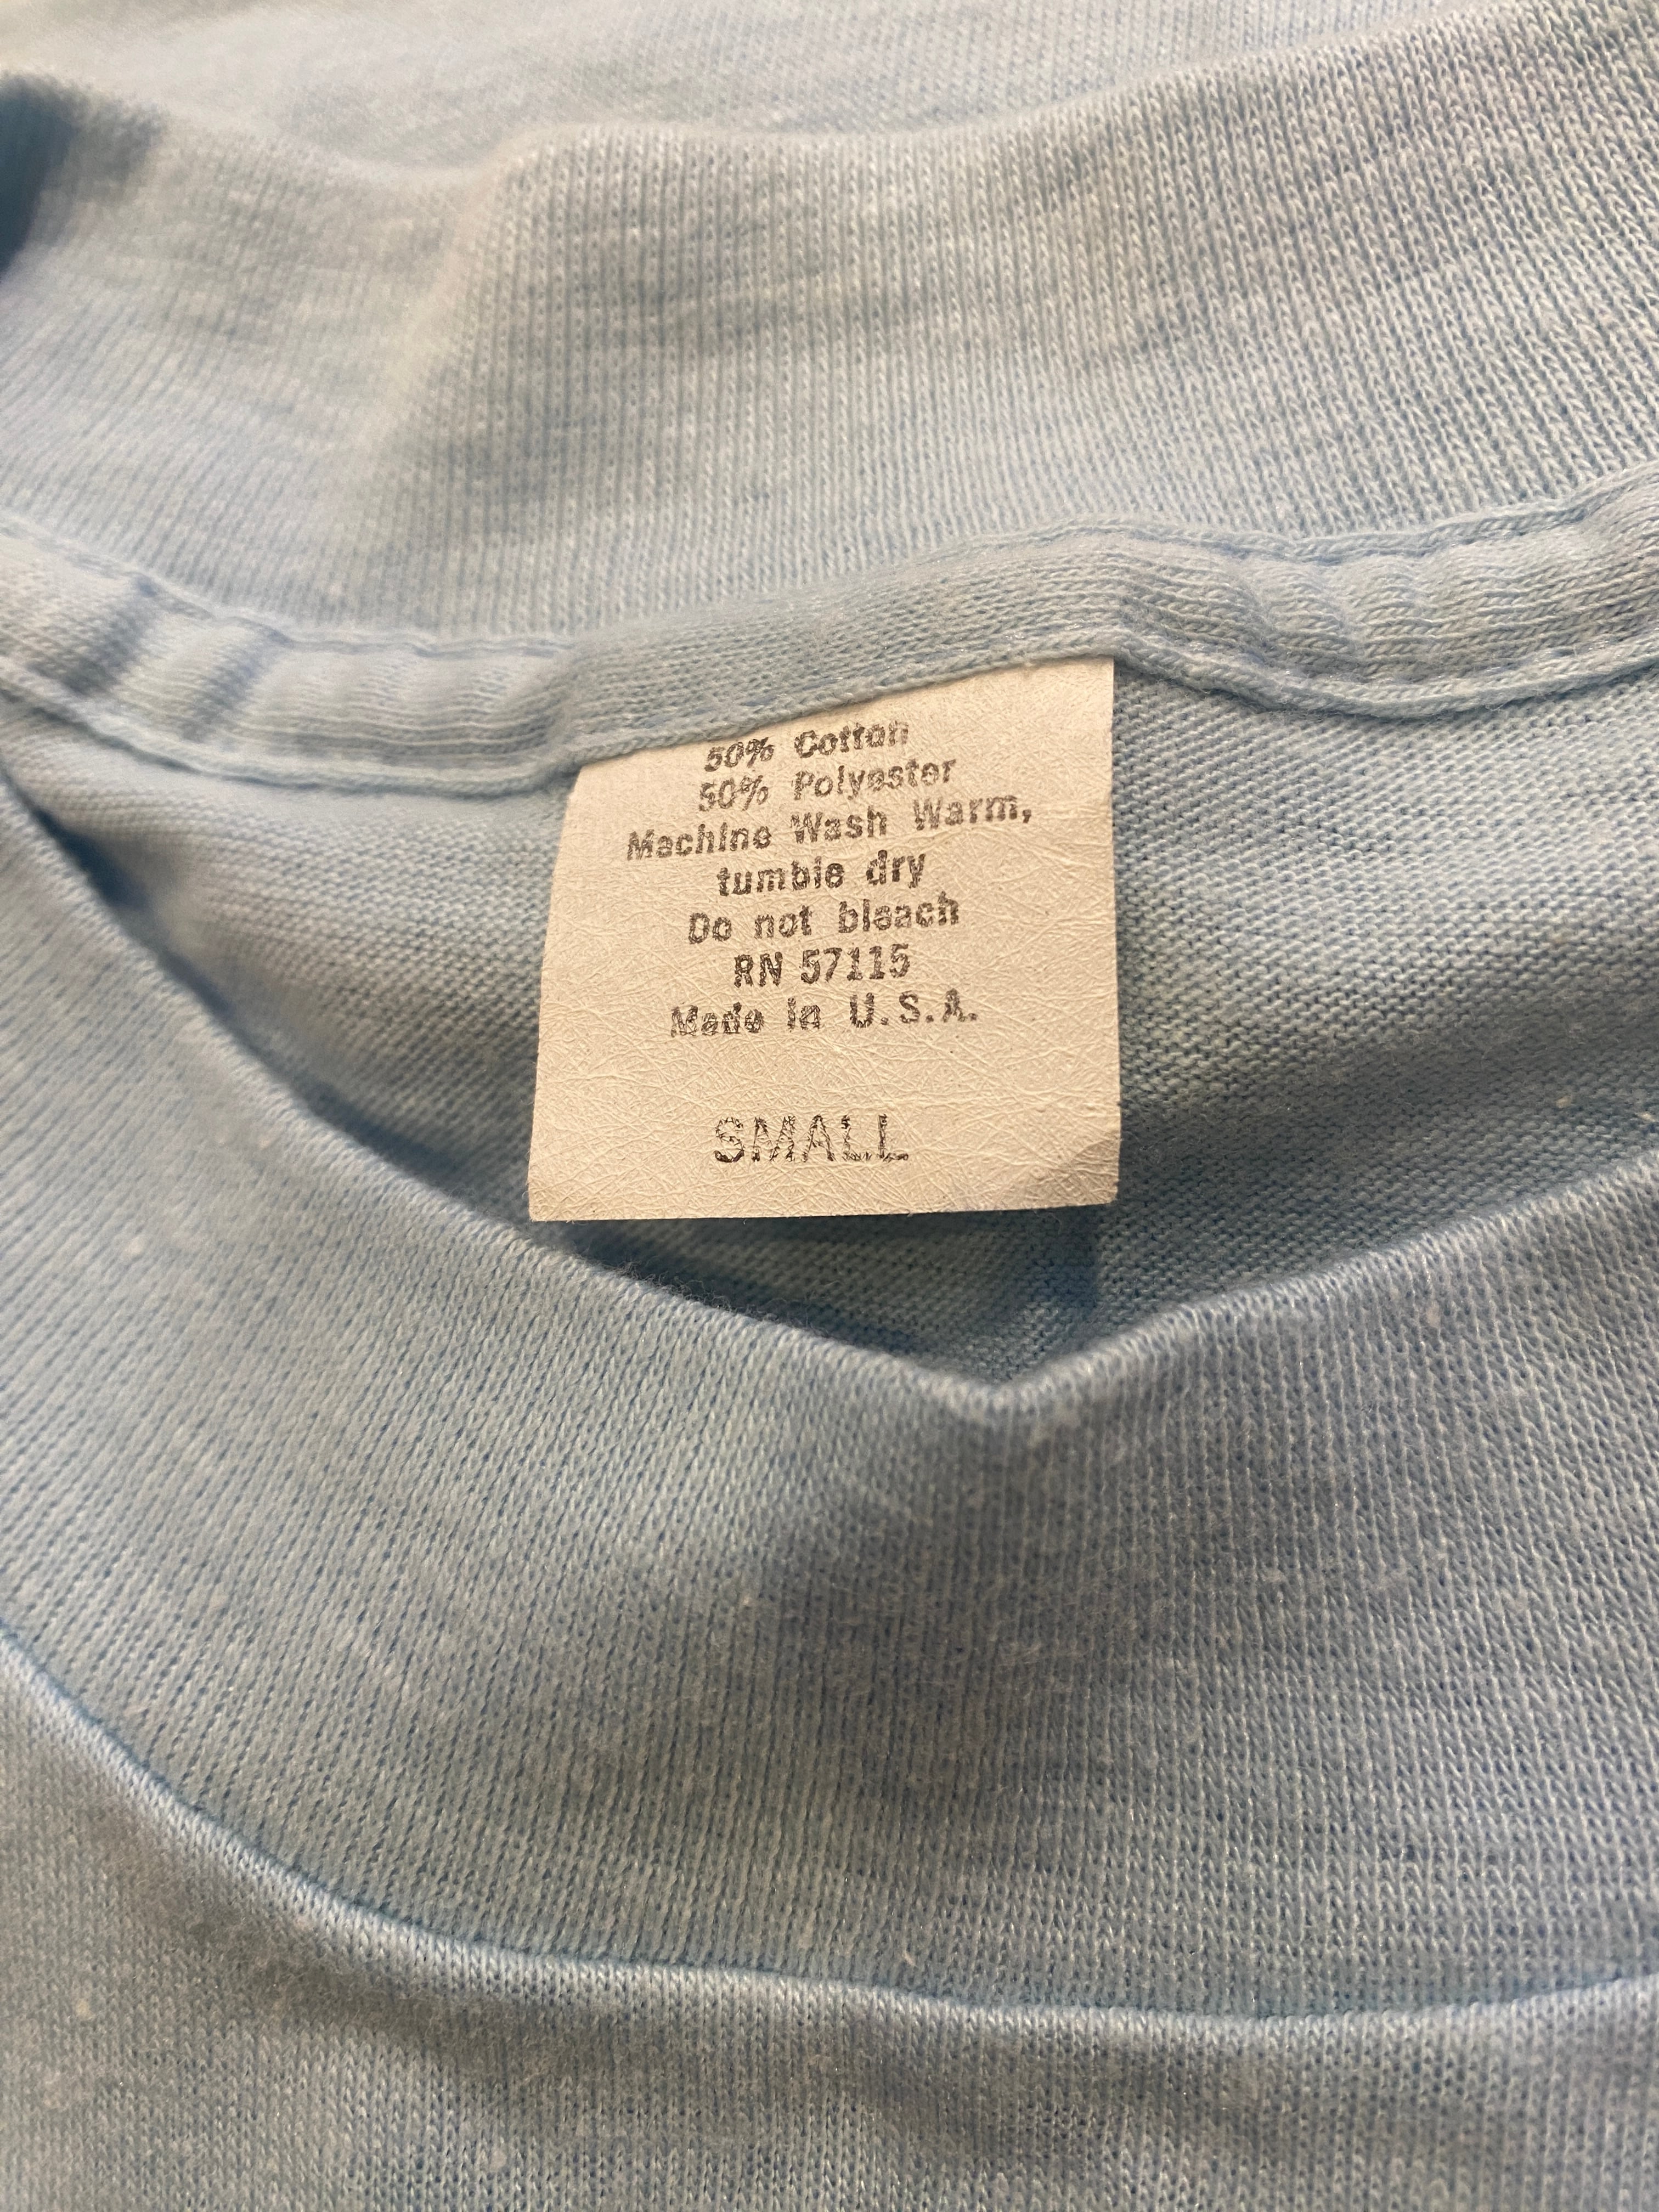 50% Cotton
50% Polyester
Machine Wash Warm,
tumble dry
Do not bleach
RN 57115
Made in U.S.A.
SMALL